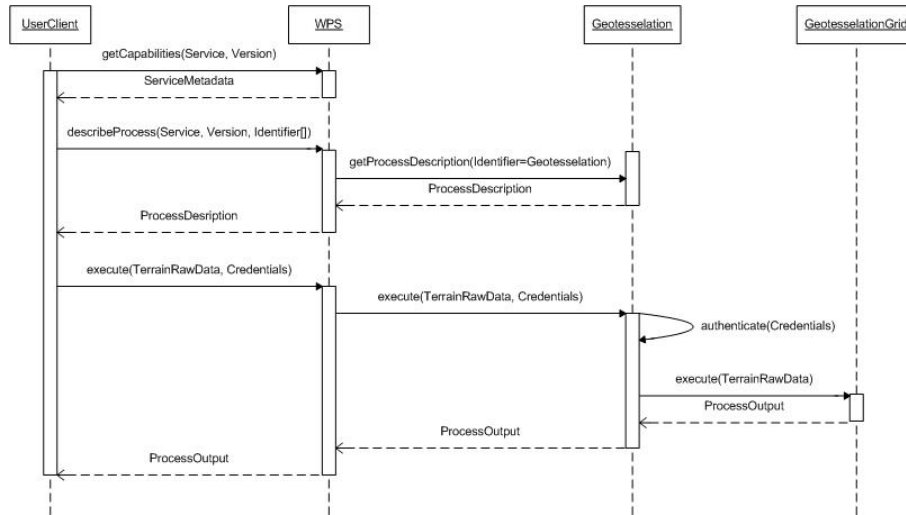 UserClient
WPS
Geotesselation
GeotesselationGrid
getCapabilities(Service, Version)
ServiceMetadata
describeProcess(Service, Version, Identifier[])
getProcessDescription(Identifier=Geotesselation)
ProcessDescription
ProcessDesription
execute(TerrainRawData, Credentials)
execute(TerrainRawData, Credentials)
authenticate(Credentials)
execute(TerrainRawData)
ProcessOutput
ProcessOutput
ProcessOutput